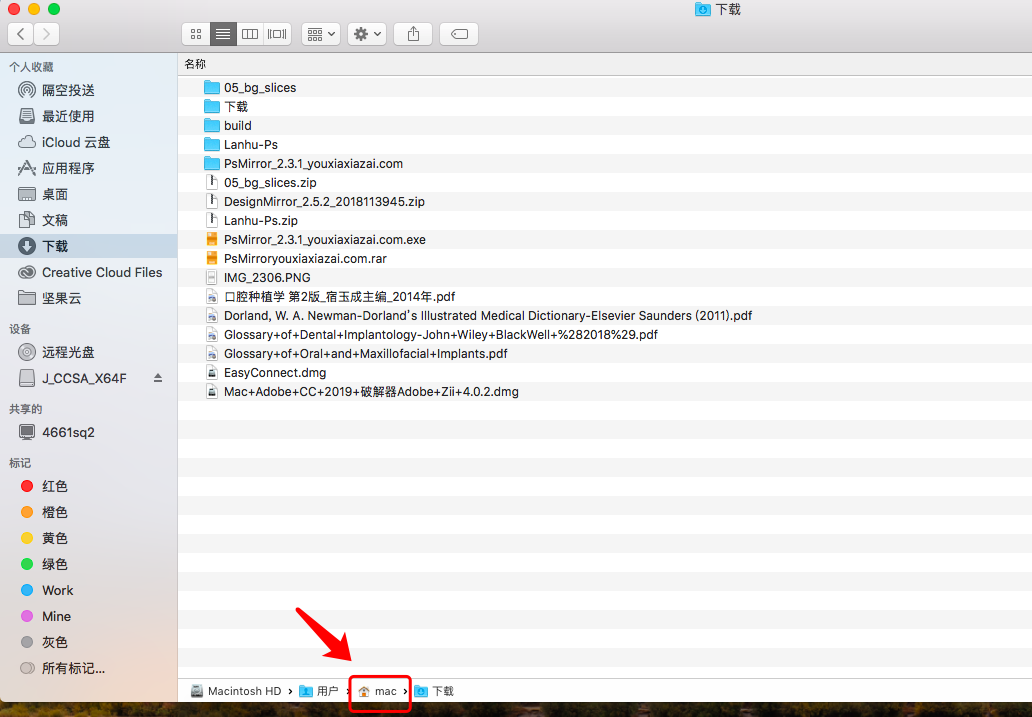 下载
个人收藏
隔空投送
最近使用
iCloud 云盘
应用程序
桌面
文稿
下载
Creative Cloud Files
坚果云
设备
远程光盘
J_CCSA_X64F
共享的
4661sq2
标记
红色
橙色
黄色
绿色
Work
Mine
灰色
所有标记...
名称
05_bg_slices
下载
build
Lanhu-Ps
PsMirror_2.3.1_youxiaxiazai.com
05_bg_slices.zip
DesignMirror_2.5.2_2018113945.zip
Lanhu-Ps.zip
PsMirror_2.3.1_youxiaxiazai.com.exe
PsMirroryouxiaxiazai.com.rar
IMG_2306.PNG
口腔种植学 第2版_宿玉成主编_2014年.pdf
Dorland, W. A. Newman-Dorland's Illustrated Medical Dictionary-Elsevier Saunders (2011).pdf
Glossary+of+Dental+Implantology-John+Wiley+BlackWell+%282018%29.pdf
Glossary+of+Oral+and+Maxillofacial+Implants.pdf
EasyConnect.dmg
Mac+Adobe+CC+2019+破解器Adobe+Zii+4.0.2.dmg
Macintosh HD › 用户 › mac › 下载